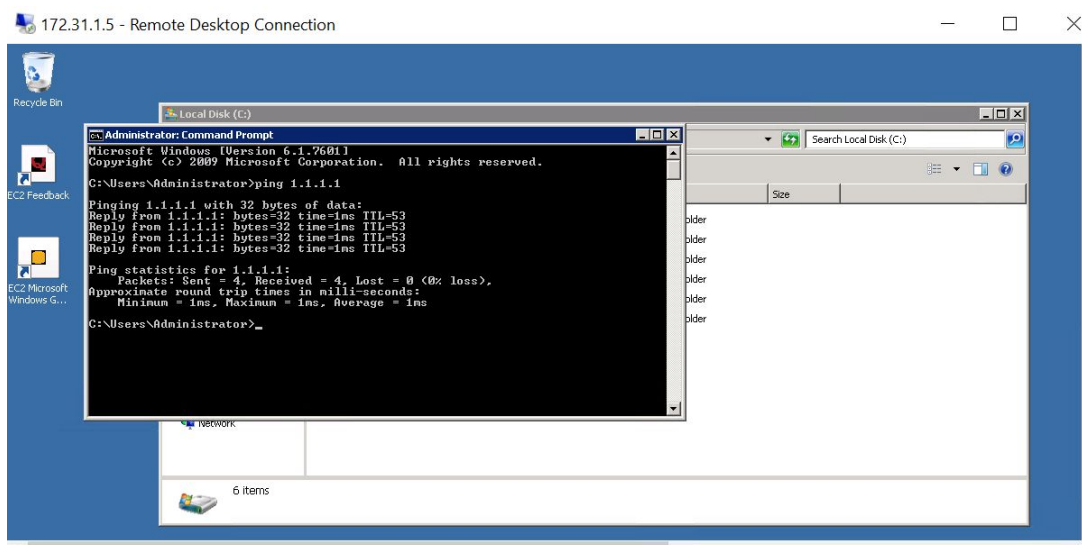 172.31.1.5 - Remote Desktop Connection
Recycle Bin
Local Disk (C:)
Administrator: Command Prompt
Search Local Disk (C:)
Microsoft Windows [Version 6.1.7601]
Copyright (c) 2009 Microsoft Corporation.  All rights reserved.
C:\Users\Administrator>ping 1.1.1.1
Pinging 1.1.1.1 with 32 bytes of data:
Reply from 1.1.1.1: bytes=32 time=1ms TTL=53
Reply from 1.1.1.1: bytes=32 time=1ms TTL=53
Reply from 1.1.1.1: bytes=32 time=1ms TTL=53
Reply from 1.1.1.1: bytes=32 time=1ms TTL=53
Ping statistics for 1.1.1.1:
Packets: Sent = 4, Received = 4, Lost = 0 (0% loss),
Approximate round trip times in milli-seconds:
Minimum = 1ms, Maximum = 1ms, Average = 1ms
C:\Users\Administrator>_
EC2 Feedback
EC2 Microsoft
Windows G...
Size
older
older
older
older
older
older
Network
6 items